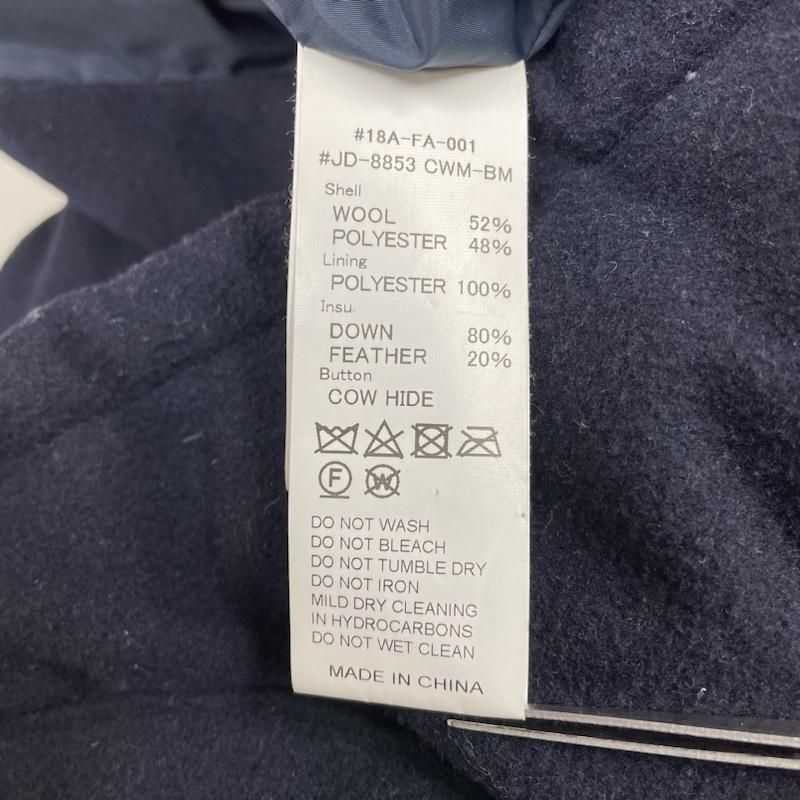 #18A-FA-001
#JD-8853 CWM-BM
Shell
WOOL 52%
POLYESTER 48%
Lining
POLYESTER 100%
Insu.
DOWN 80%
FEATHER 20%
Button
COW HIDE
F W
DO NOT WASH
DO NOT BLEACH
DO NOT TUMBLE DRY
DO NOT IRON
MILD DRY CLEANING
IN HYDROCARBONS
DO NOT WET CLEAN
MADE IN CHINA